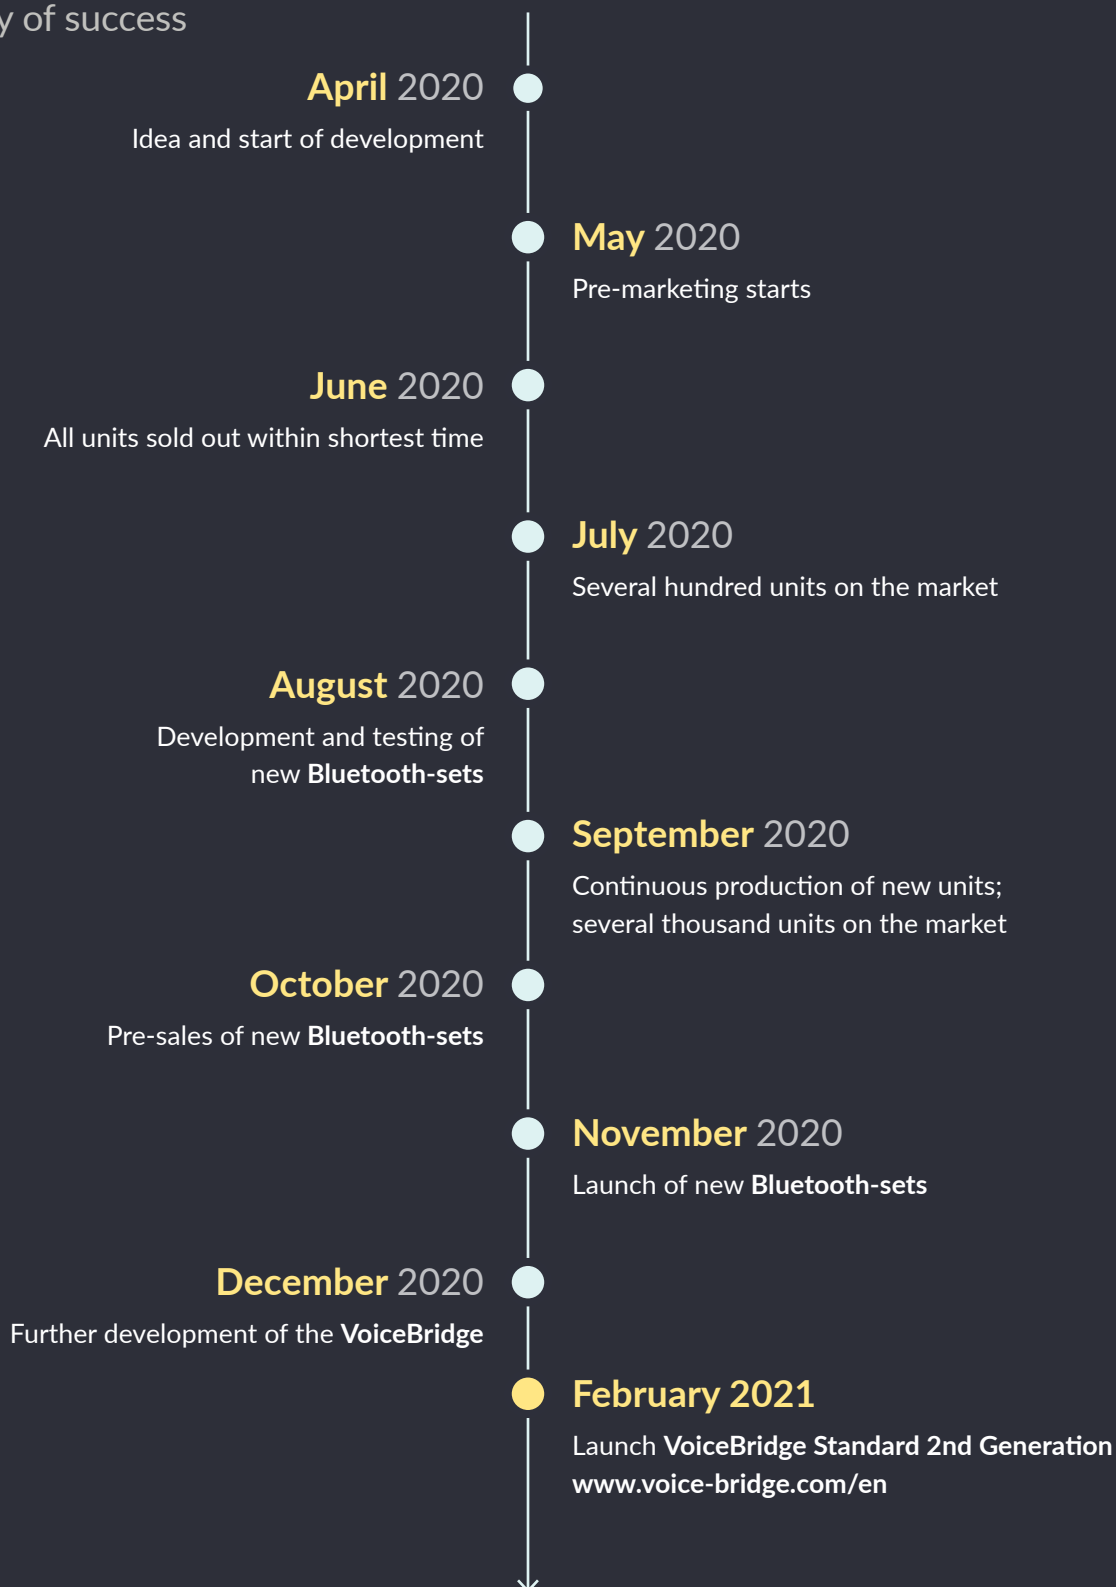 y of success
April 2020
Idea and start of development
May 2020
Pre-marketing starts
June 2020
All units sold out within shortest time
July 2020
Several hundred units on the market
August 2020
Development and testing of
new Bluetooth-sets
September 2020
Continuous production of new units;
several thousand units on the market
October 2020
Pre-sales of new Bluetooth-sets
November 2020
Launch of new Bluetooth-sets
December 2020
Further development of the VoiceBridge
February 2021
Launch VoiceBridge Standard 2nd Generation
www.voice-bridge.com/en